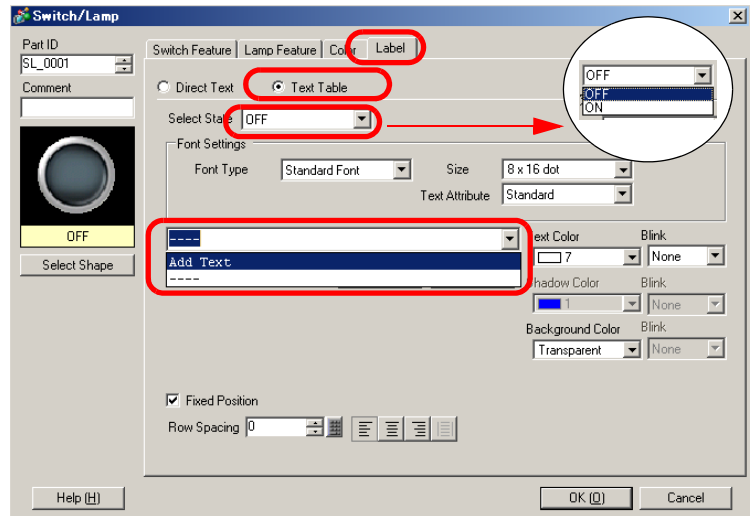 Switch/Lamp
Part ID
SL_0001
Comment
OFF
Select Shape
Switch Feature Lamp Feature Color Label
Direct Text Text Table
Select State OFF
OFF
OFF
ON
Font Settings
Font Type Standard Font Size 8 x 16 dot
Text Attribute Standard
----
Add Text
----
Text Color Blink
7 None
Shadow Color Blink
1 None
Background Color Blink
Transparent None
Fixed Position
Row Spacing 0
Help (H) OK (O) Cancel